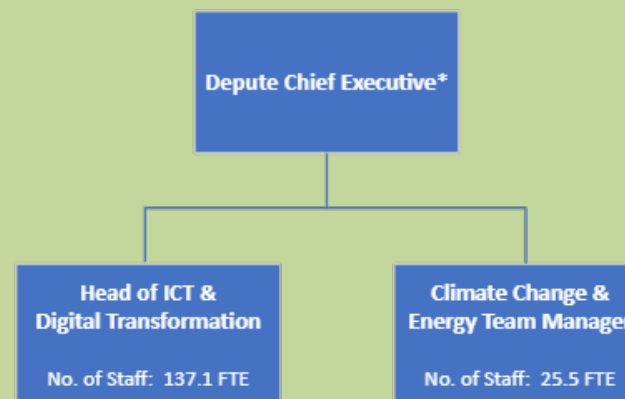 Depute Chief Executive*
Head of ICT &
Digital Transformation
No. of Staff: 137.1 FTE
Climate Change &
Energy Team Manager
No. of Staff: 25.5 FTE